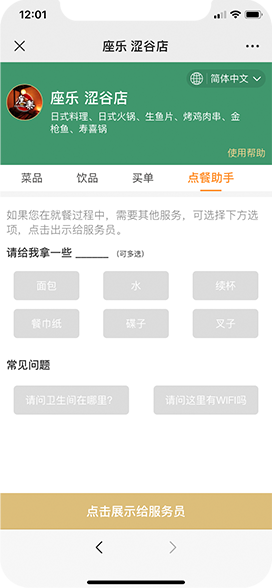 12:01
座乐 涩谷店
简体中文
座乐 涩谷店
日式料理、日式火锅、生鱼片、烤鸡肉串、金
枪鱼、寿喜锅
使用帮助
菜品 饮品 买单 点餐助手
如果您在就餐过程中，需要其他服务，可选择下方选
项，点击出示给服务员。
请给我拿一些 ______ （可多选）
面包 水 续杯
餐巾纸 碟子 叉子
常见问题
请问卫生间在哪里? 请问这里有WIFI吗
点击展示给服务员